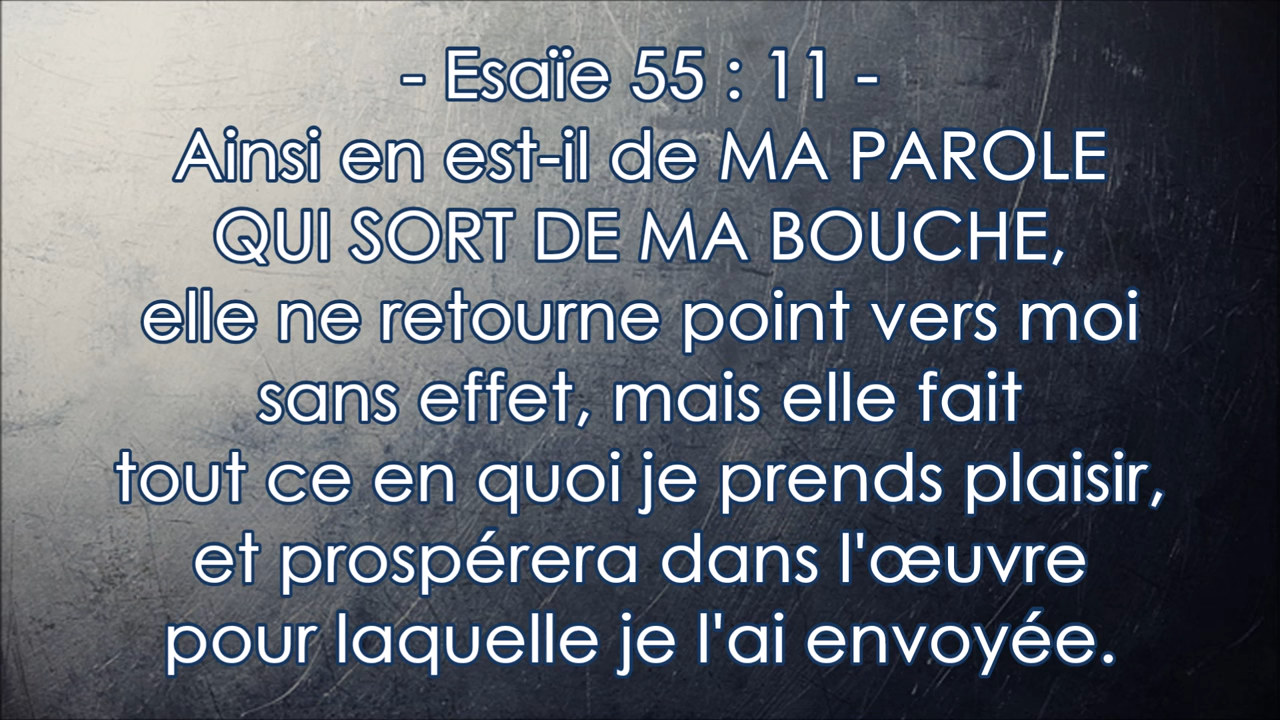 - Esaïe 55 : 11 -
Ainsi en est-il de MA PAROLE
QUI SORT DE MA BOUCHE,
elle ne retourne point vers moi
sans effet, mais elle fait
tout ce en quoi je prends plaisir,
et prospérera dans l'œuvre
pour laquelle je l'ai envoyée.